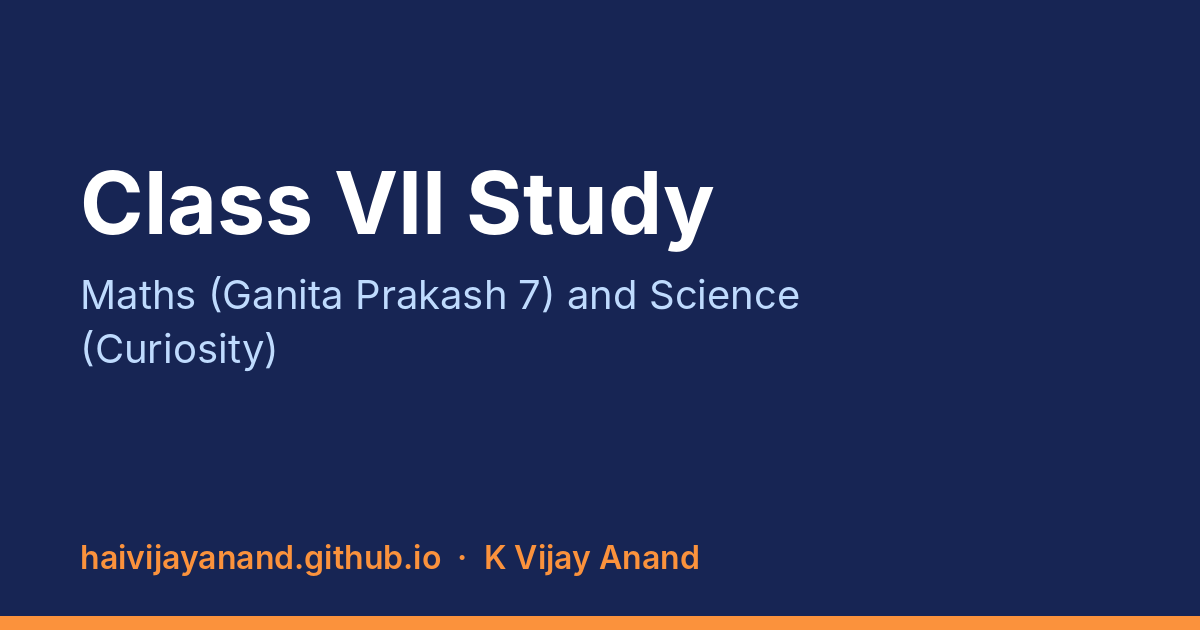 Class VII Study
Maths (Ganita Prakash 7) and Science
(Curiosity)
haivijayanand.github.io · K Vijay Anand